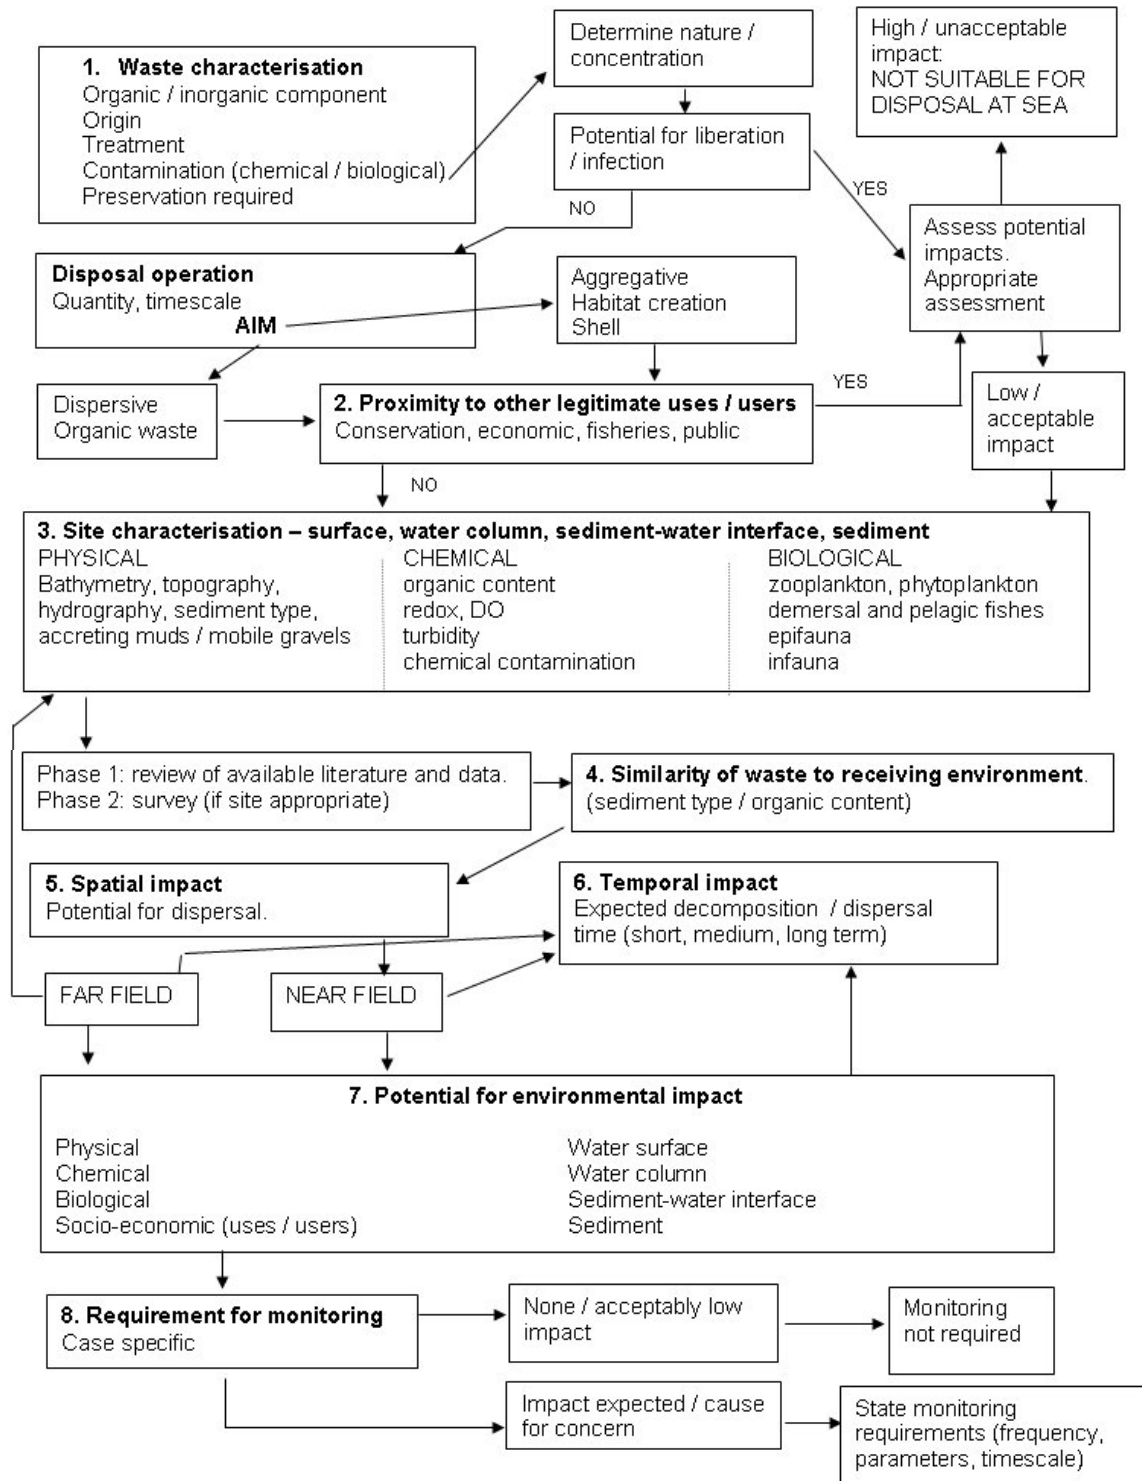 1. Waste characterisation
Organic / inorganic component
Origin
Treatment
Contamination (chemical / biological)
Preservation required
Determine nature /
concentration
High / unacceptable
impact:
NOT SUITABLE FOR
DISPOSAL AT SEA
Potential for liberation
/ infection
YES
NO
Assess potential
impacts.
Appropriate
assessment
Disposal operation
Quantity, timescale
AIM
Aggregative
Habitat creation
Shell
Dispersive
Organic waste
2. Proximity to other legitimate uses / users
Conservation, economic, fisheries, public
YES
Low /
acceptable
impact
NO
3. Site characterisation – surface, water column, sediment-water interface, sediment
PHYSICAL
Bathymetry, topography,
hydrography, sediment type,
accreting muds / mobile gravels
CHEMICAL
organic content
redox, DO
turbidity
chemical contamination
BIOLOGICAL
zooplankton, phytoplankton
demersal and pelagic fishes
epifauna
infauna
Phase 1: review of available literature and data.
Phase 2: survey (if site appropriate)
4. Similarity of waste to receiving environment.
(sediment type / organic content)
5. Spatial impact
Potential for dispersal.
6. Temporal impact
Expected decomposition / dispersal
time (short, medium, long term)
FAR FIELD
NEAR FIELD
7. Potential for environmental impact
Physical
Chemical
Biological
Socio-economic (uses / users)
Water surface
Water column
Sediment-water interface
Sediment
8. Requirement for monitoring
Case specific
None / acceptably low
impact
Monitoring
not required
Impact expected / cause
for concern
State monitoring
requirements (frequency,
parameters, timescale)